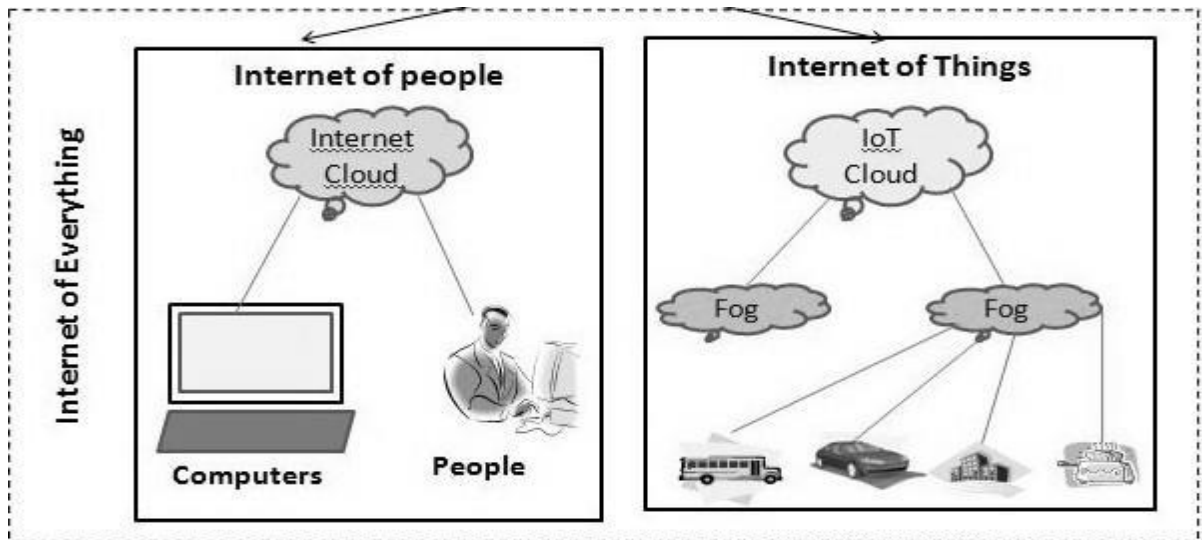 Internet of Everything
Internet of people
Internet
Cloud
Computers
People
Internet of Things
IoT
Cloud
Fog
Fog